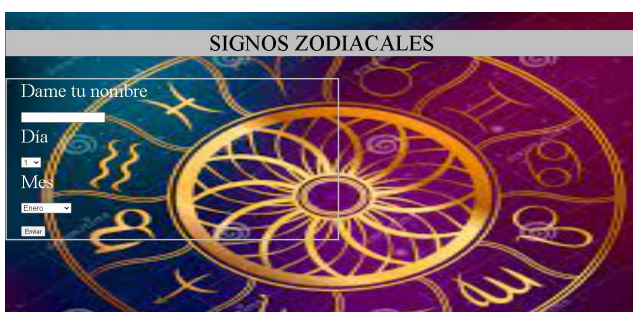 SIGNOS ZODIACALES
Dame tu nombre
Día
1
Mes
Enero
Enviar